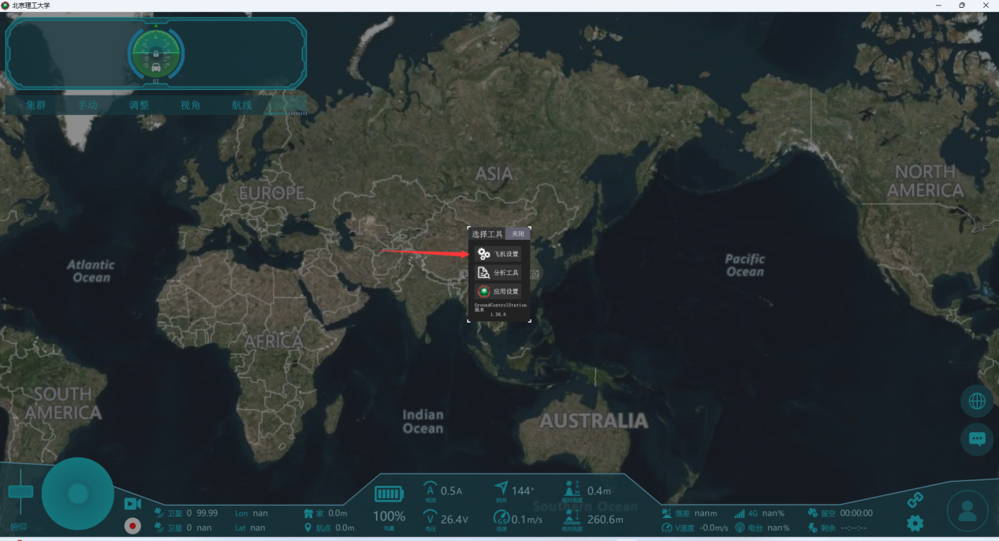 北京理工大学
01
集群 手动 调整 视角 航线
EUROPE
ASIA
NORTH
AMERICA
Atlantic
Ocean
Pacific
Ocean
选择工具 关闭
飞机设置
分析工具
应用设置
GroundControlStation
版本
1.36.0
AFRICA
SOUTH
AMERICA
Indian
Ocean
AUSTRALIA
Southern Ocean
俯仰
卫星 0 99.99 Lon nan 家 0.0m
卫星 0 nan Lat nan 航点 0.0m
100%
电量
A 0.5A
电流
V 26.4V
电压
144°
航向
GS 0.1m/s
地速
H 0.4m
相对高度
260.6m
绝对高度
落差 nanm 4G nan% 留空 00:00:00
V速度 -0.0m/s 电台 nan% 剩余 --:--:--